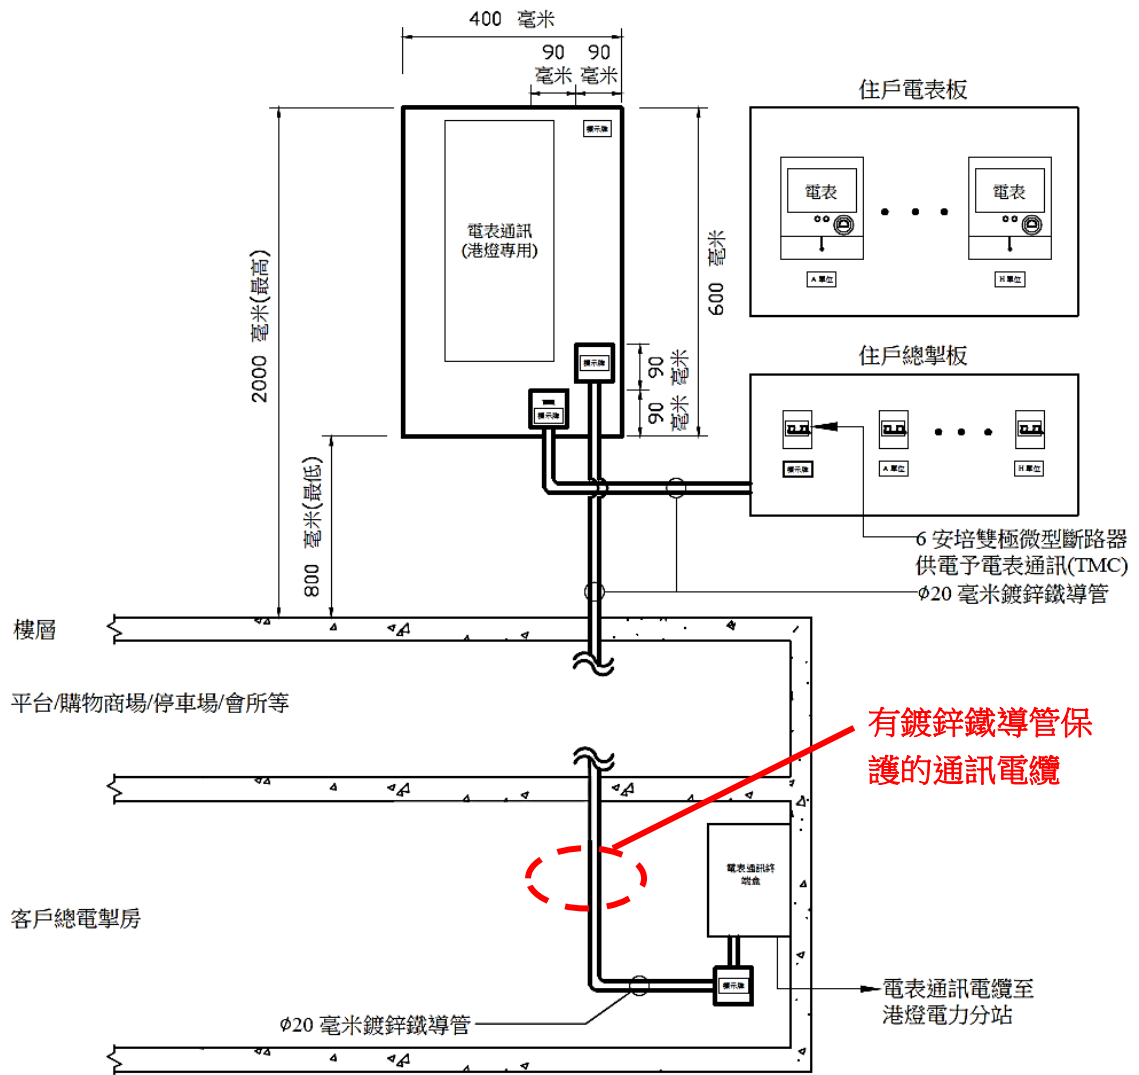 400 毫米
90 毫米
90 毫米
標示牌
電表通訊
(港燈專用)
2000 毫米(最高)
600 毫米
標示牌
標示牌
90 毫米
90 毫米
800 毫米(最低)
住戶電表板
電表
電表
A 單位
H 單位
住戶總掣板
標示牌
A 單位
H 單位
6 安培雙極微型斷路器
供電予電表通訊(TMC)
ϕ20 毫米鍍鋅鐵導管
樓層
平台/購物商場/停車場/會所等
有鍍鋅鐵導管保
護的通訊電纜
電表通訊終
端盒
客戶總電掣房
標示牌
電表通訊電纜至
港燈電力分站
ϕ20 毫米鍍鋅鐵導管